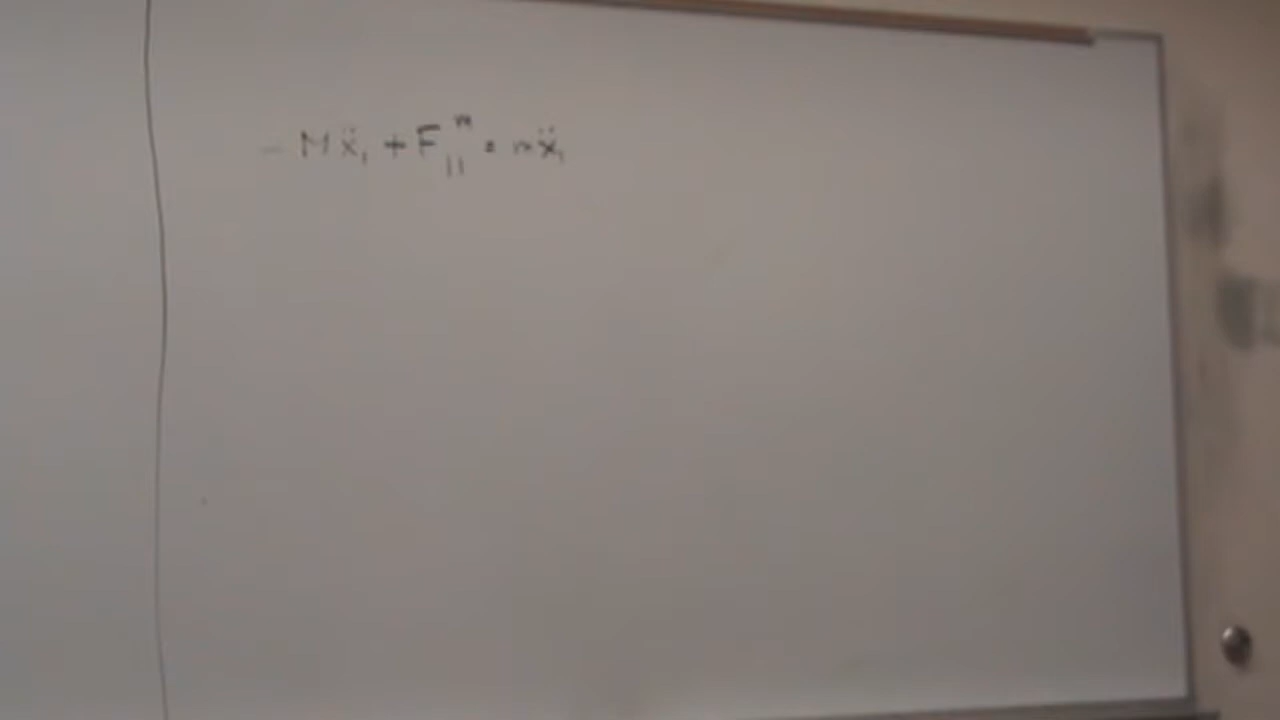 - Mẍ₁ + F₁₁ᵐ = mẍ₁